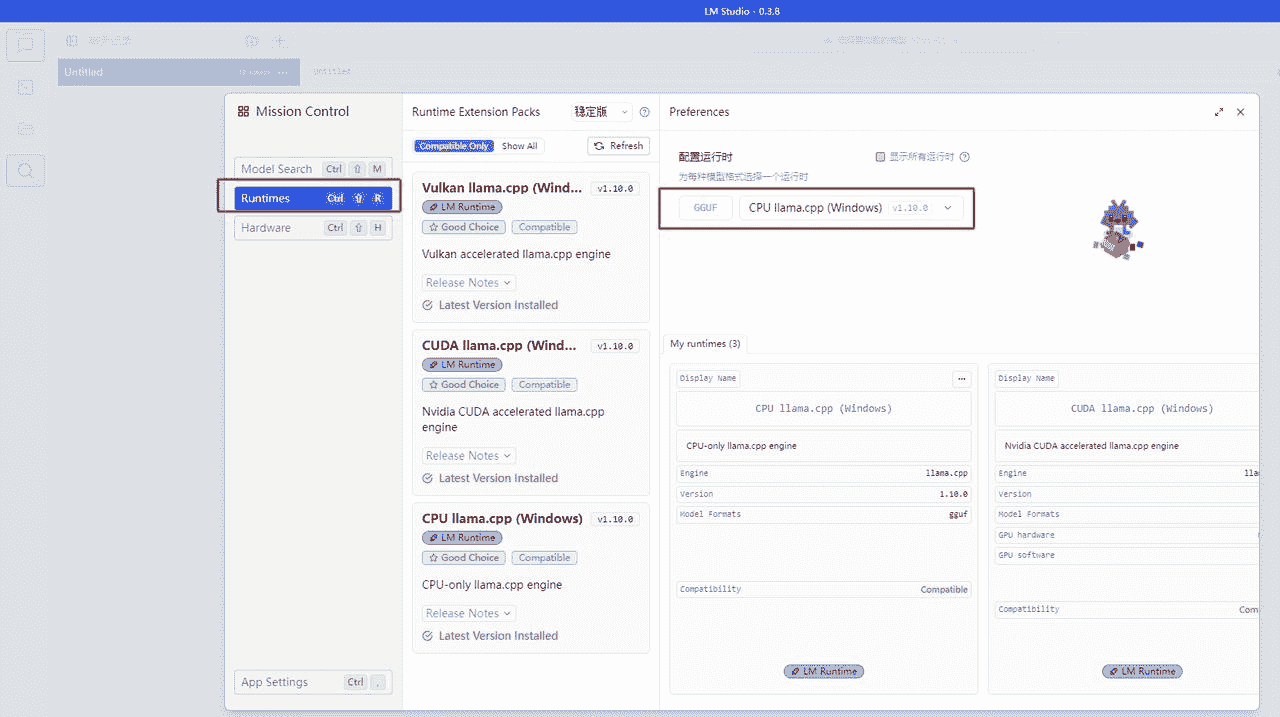 LM Studio - 0.3.8
Untitled
Untitled
Mission Control
Model Search Ctrl ⇧ M
Runtimes Ctrl ⇧ R
Hardware Ctrl ⇧ H
App Settings Ctrl ,
Runtime Extension Packs 稳定版
Compatible Only Show All Refresh
Vulkan llama.cpp (Wind... v1.10.0
LM Runtime
Good Choice Compatible
Vulkan accelerated llama.cpp engine
Release Notes
Latest Version Installed
CUDA llama.cpp (Wind... v1.10.0
LM Runtime
Good Choice Compatible
Nvidia CUDA accelerated llama.cpp
engine
Release Notes
Latest Version Installed
CPU llama.cpp (Windows) v1.10.0
LM Runtime
Good Choice Compatible
CPU-only llama.cpp engine
Release Notes
Latest Version Installed
Preferences
配置运行时 显示所有运行时
为每种模型格式选择一个运行时
GGUF CPU llama.cpp (Windows) v1.10.0
My runtimes (3)
Display Name ...
CPU llama.cpp (Windows)
CPU-only llama.cpp engine
Engine llama.cpp
Version 1.10.0
Model Formats gguf
Compatibility Compatible
LM Runtime
Display Name
CUDA llama.cpp (Windows)
Nvidia CUDA accelerated llama.cpp engine
Engine lla
Version
Model Formats
GPU hardware
GPU software
Compatibility Com
LM Runtime